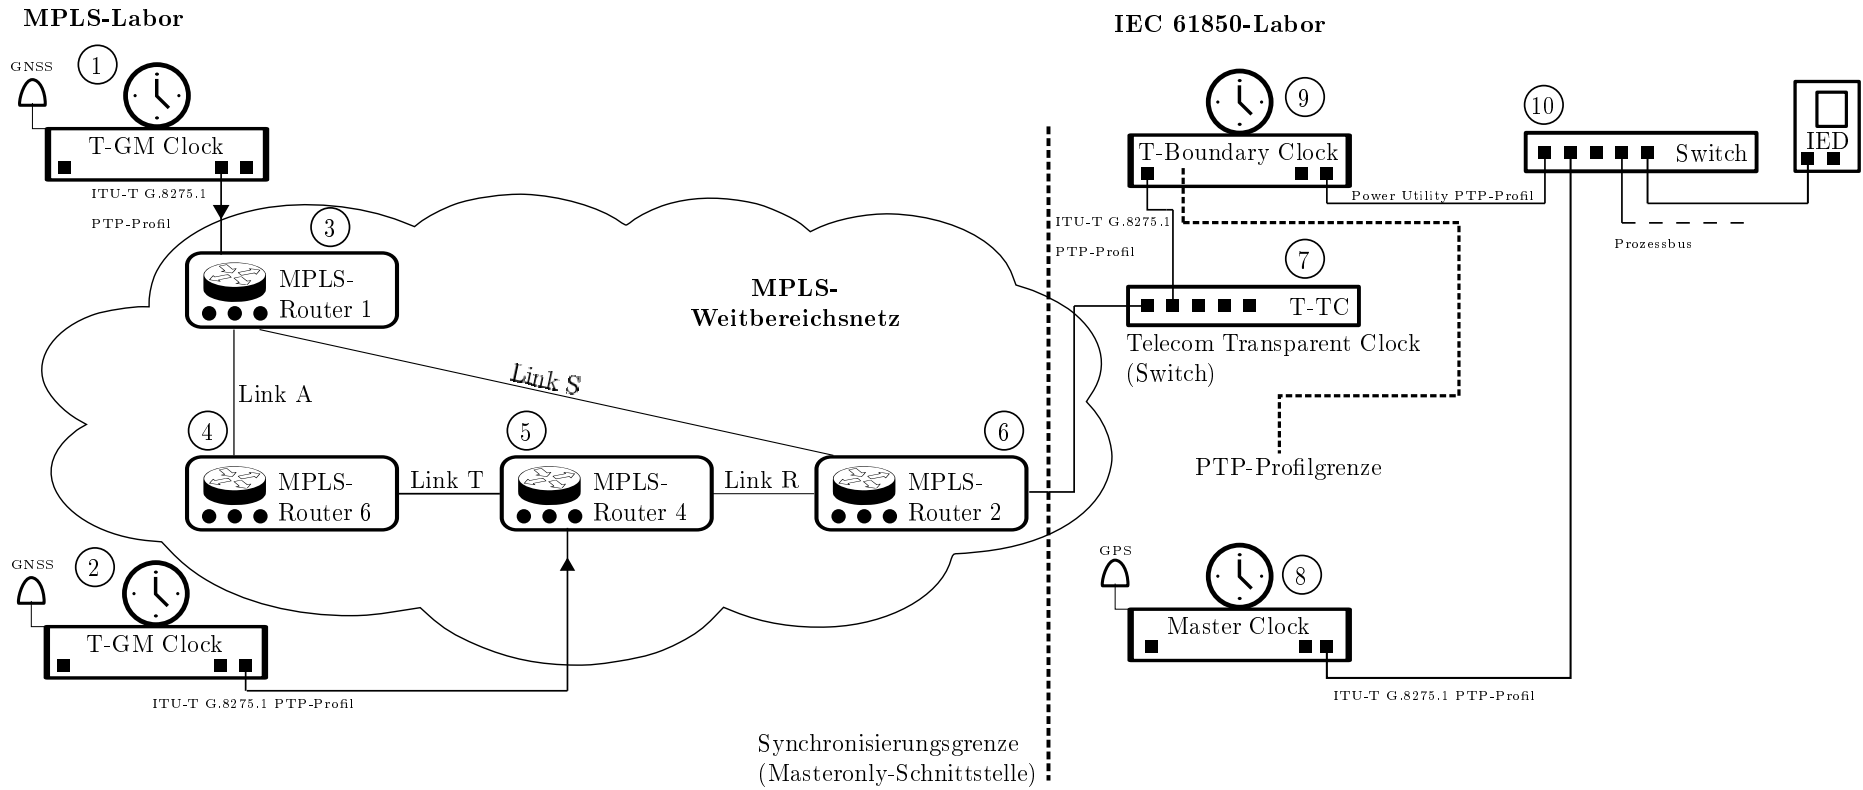 MPLS-Labor
IEC 61850-Labor
GNSS
1
T-GM Clock
ITU-T G.8275.1
PTP-Profil
3
MPLS-
Router 1
MPLS-
Weitbereichsnetz
Link A
Link S
4
MPLS-
Router 6
Link T
5
MPLS-
Router 4
Link R
6
MPLS-
Router 2
GNSS
2
T-GM Clock
ITU-T G.8275.1 PTP-Profil
Synchronisierungsgrenze
(Masteronly-Schnittstelle)
9
T-Boundary Clock
Power Utility PTP-Profil
10
Switch
IED
Prozessbus
ITU-T G.8275.1
PTP-Profil
7
T-TC
Telecom Transparent Clock
(Switch)
PTP-Profilgrenze
GPS
8
Master Clock
ITU-T G.8275.1 PTP-Profil